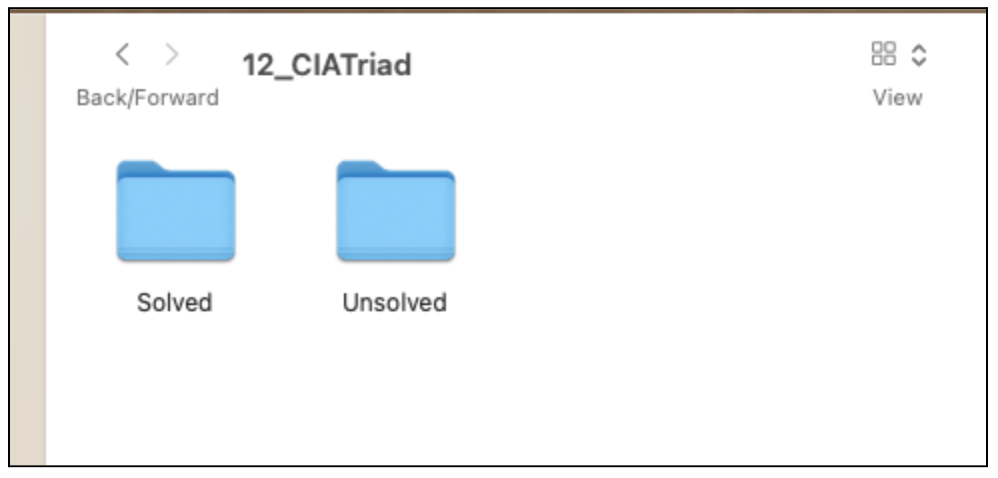 12_CIATriad
Back/Forward
View
Solved
Unsolved